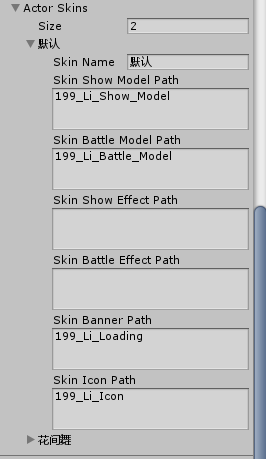 Actor Skins
Size 2
默认
Skin Name 默认
Skin Show Model Path
199_Li_Show_Model
Skin Battle Model Path
199_Li_Battle_Model
Skin Show Effect Path
Skin Battle Effect Path
Skin Banner Path
199_Li_Loading
Skin Icon Path
199_Li_Icon
花间舞